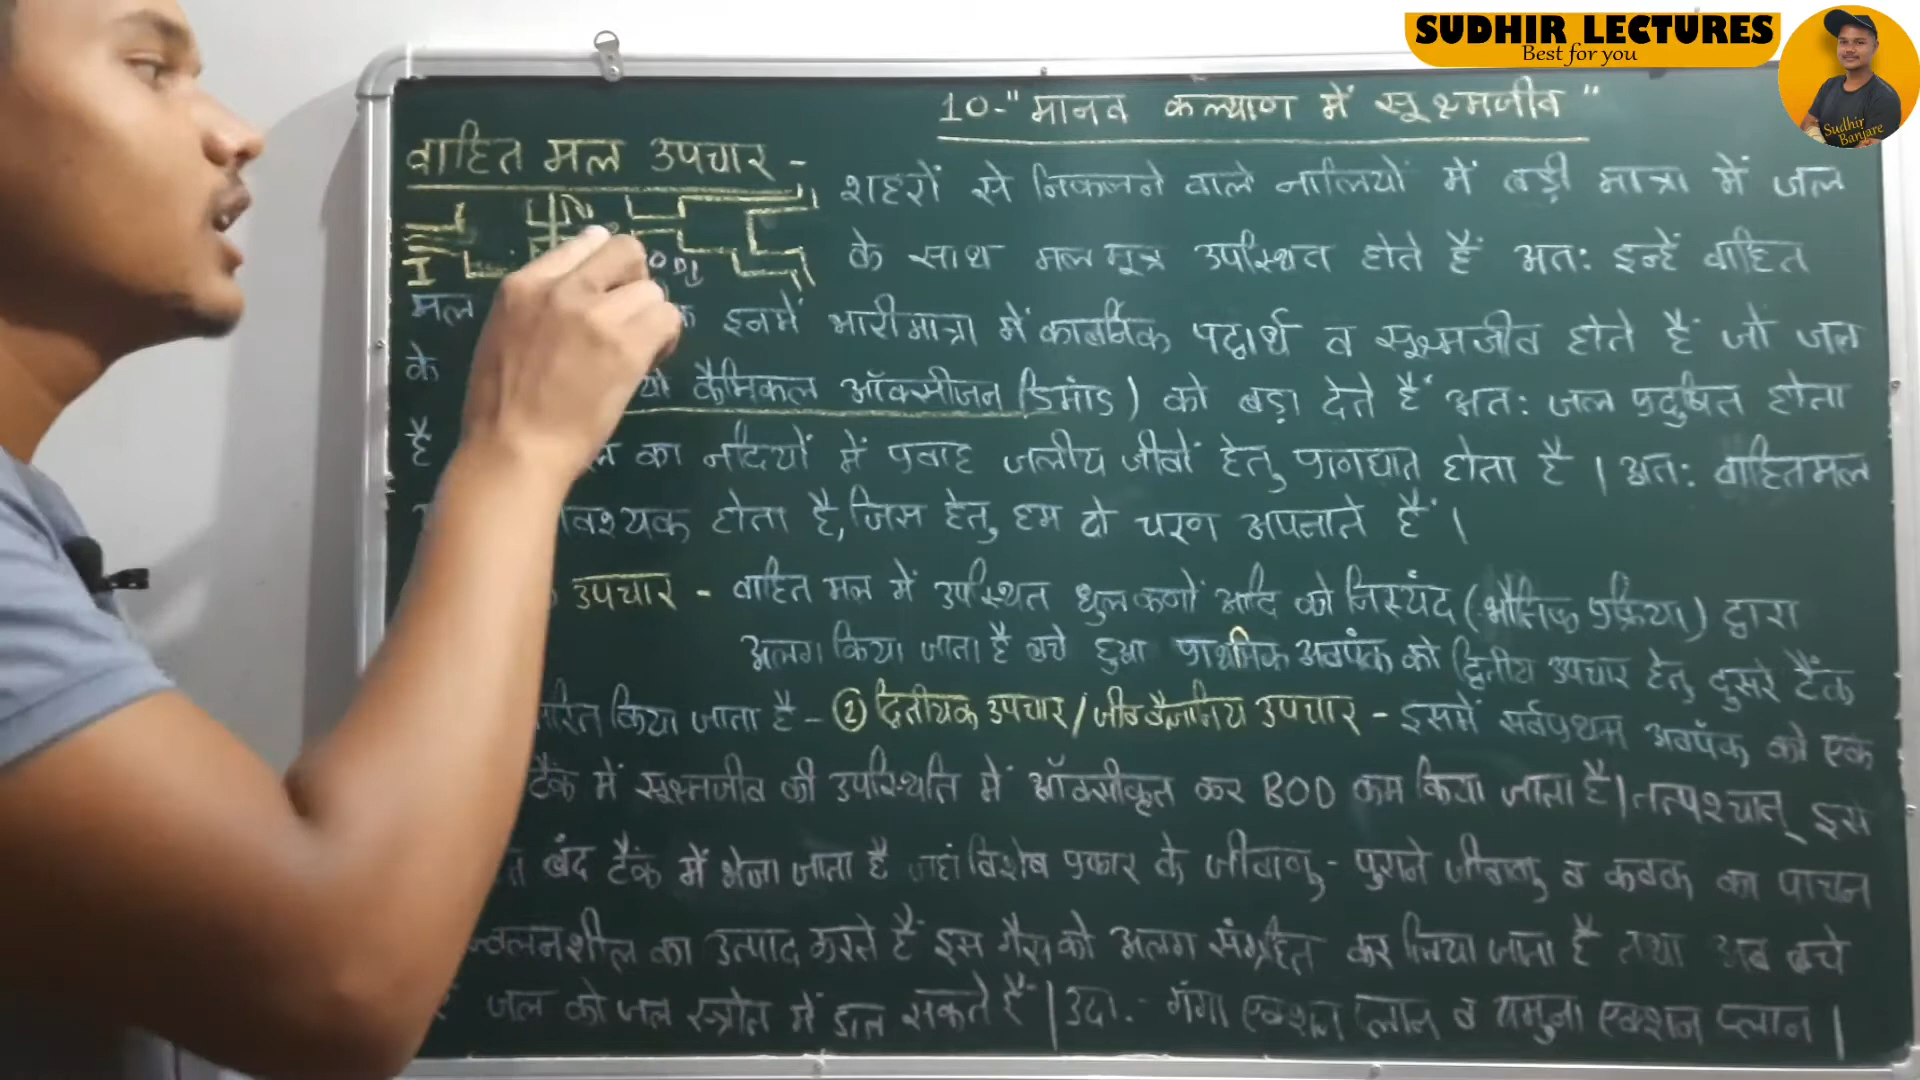 SUDHIR LECTURES
Best for you
Sudhir
Banjare
10-"मानव कल्याण में सूक्ष्मजीव"
वाहित मल उपचार -
शहरों से निकलने वाले नालियों में बड़ी मात्रा में जल
के साथ मलमूत्र उपस्थित होते हैं अतः इन्हें वाहित
I
मल इनमें भारी मात्रा में कार्बनिक पदार्थ व सूक्ष्मजीव होते हैं जो जल
के यो कैमिकल ऑक्सीजन डिमांड) को बड़ा देते हैं अतः जल प्रदुषित होता
है का नदियों में प्रवाह जलीय जीवों हेतु प्राणघात होता है। अतः वाहितमल
वश्यक होता है, जिस हेतु हम दो चरण अपनाते हैं।
उपचार - वाहित मल में उपस्थित धुल कणों आदि को निस्यंद (भौतिक प्रक्रिया) द्वारा
अलग किया जाता है बचे हुआ प्राथमिक अवपंक को द्वितीय उपचार हेतु दुसरे टैंक
रित किया जाता है - ② द्वितीयक उपचार / जीव वैज्ञानिय उपचार - इसमें सर्वप्रथम अवपंक को एक
टैंक में सूक्ष्मजीव की उपस्थिति में ऑक्सीकृत कर BOD कम किया जाता है। तत्पश्चात् इसे
बंद टैंक में भेजा जाता है जहां विशेष प्रकार के जीवाणु - पुराने जीवाणु व कवक का पाचन
ज्वलनशील का उत्पाद करते हैं इस गैस को अलग संग्रहित कर लिया जाता है तथा अब बचे
जल को जल स्त्रोत में डाल सकते हैं। उदा. - गंगा एक्शन प्लान व यमुना एक्शन प्लान।